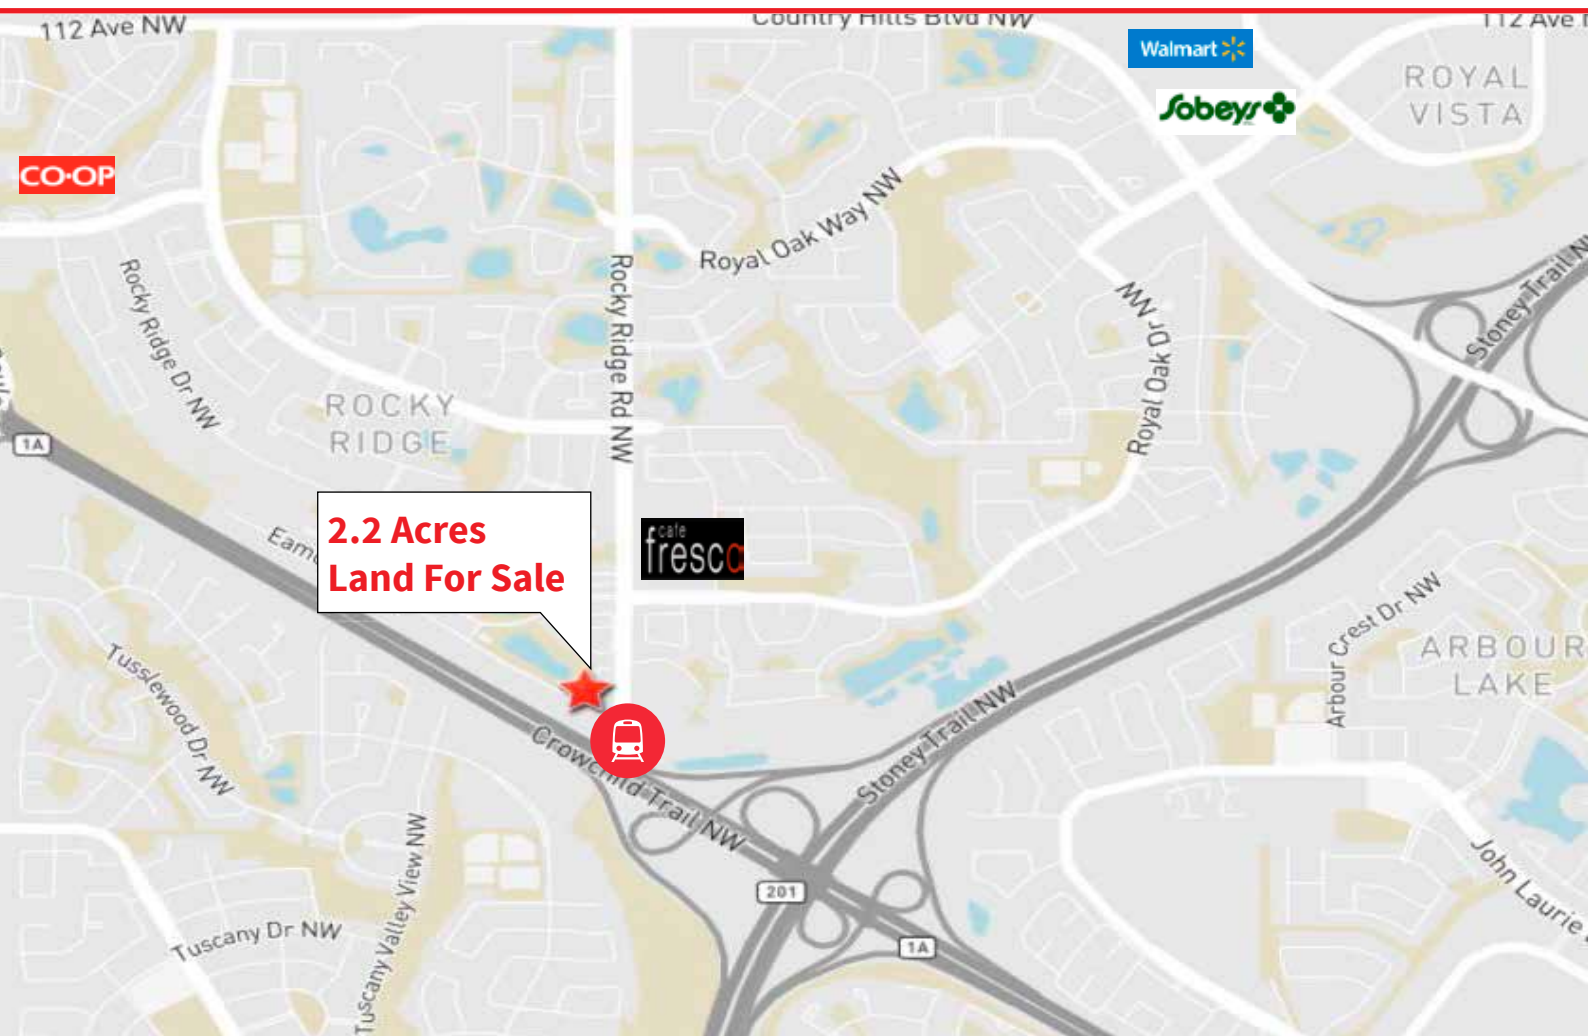 112 Ave NW
Country Hills Blvd NW
112 Ave
Walmart
Sobeys
ROYAL
VISTA
CO-OP
Royal Oak Way NW
Rocky Ridge Dr NW
Rocky Ridge Rd NW
Royal Oak Dr NW
Stoney Trail NW
ROCKY
RIDGE
1A
2.2 Acres
Land For Sale
cafe
fresco
Arbour Crest Dr NW
ARBOUR
LAKE
Tusslewood Dr NW
Crowchild Trail NW
Stoney Trail NW
201
1A
John Laurie
Tuscany Dr NW
Tuscany Valley View NW